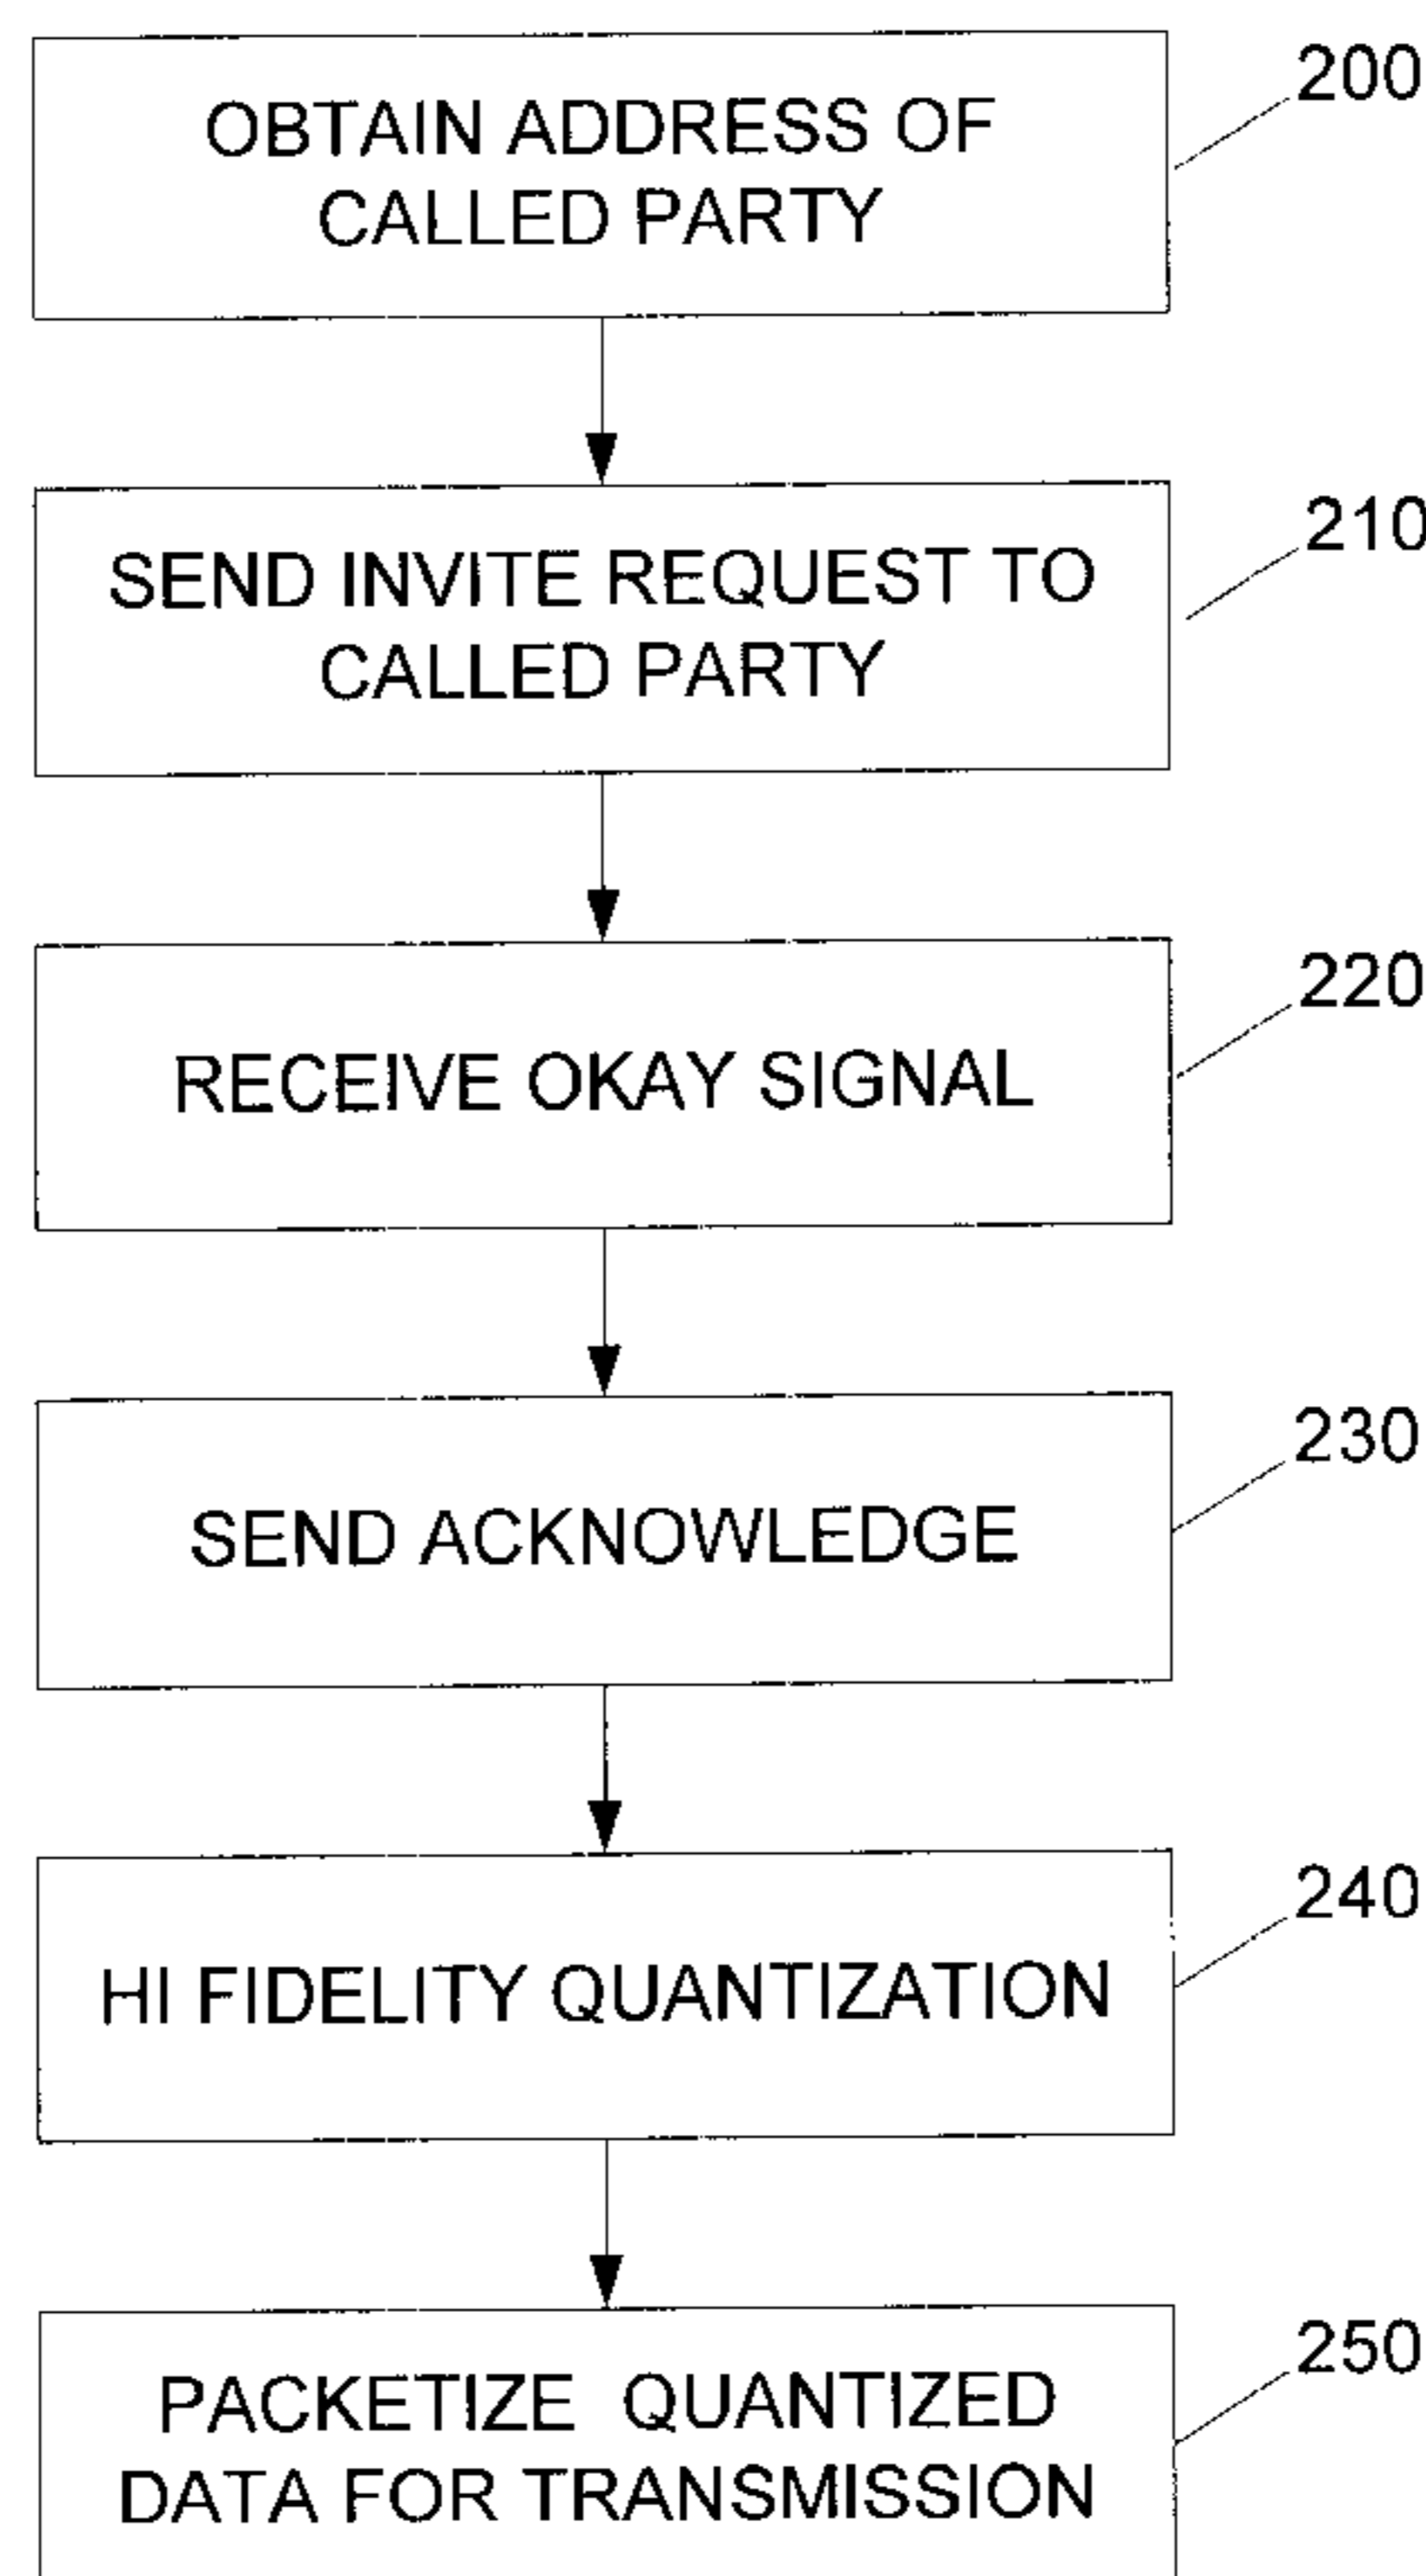 OBTAIN ADDRESS OF
CALLED PARTY
200
SEND INVITE REQUEST TO
CALLED PARTY
210
RECEIVE OKAY SIGNAL
220
SEND ACKNOWLEDGE
230
HI FIDELITY QUANTIZATION
240
PACKETIZE QUANTIZED
DATA FOR TRANSMISSION
250